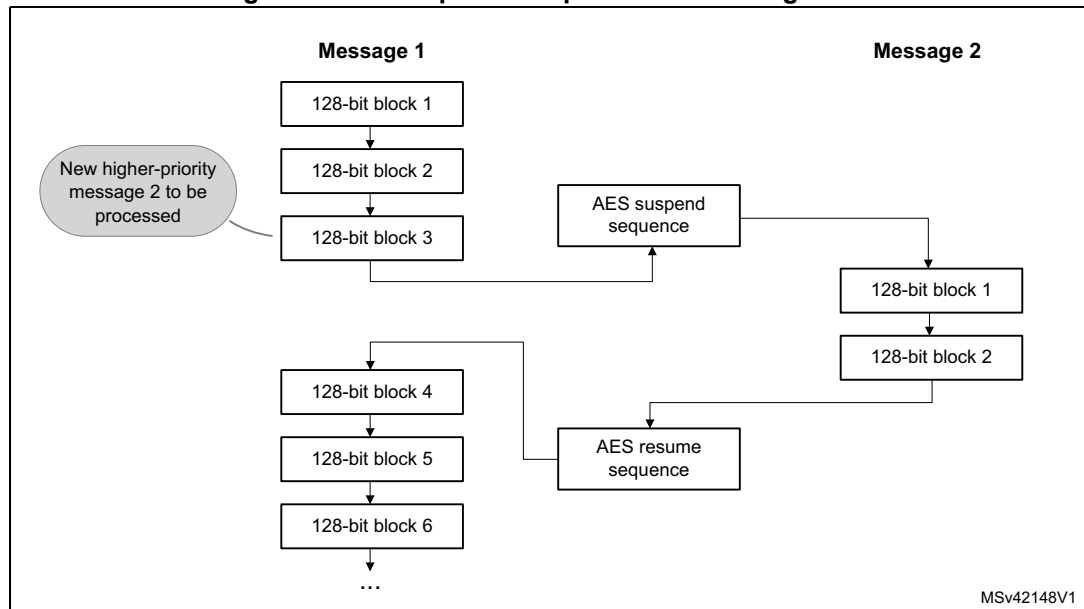 Message 1
Message 2
128-bit block 1
128-bit block 2
128-bit block 3
New higher-priority
message 2 to be
processed
AES suspend
sequence
128-bit block 1
128-bit block 2
AES resume
sequence
128-bit block 4
128-bit block 5
128-bit block 6
...
MSv42148V1